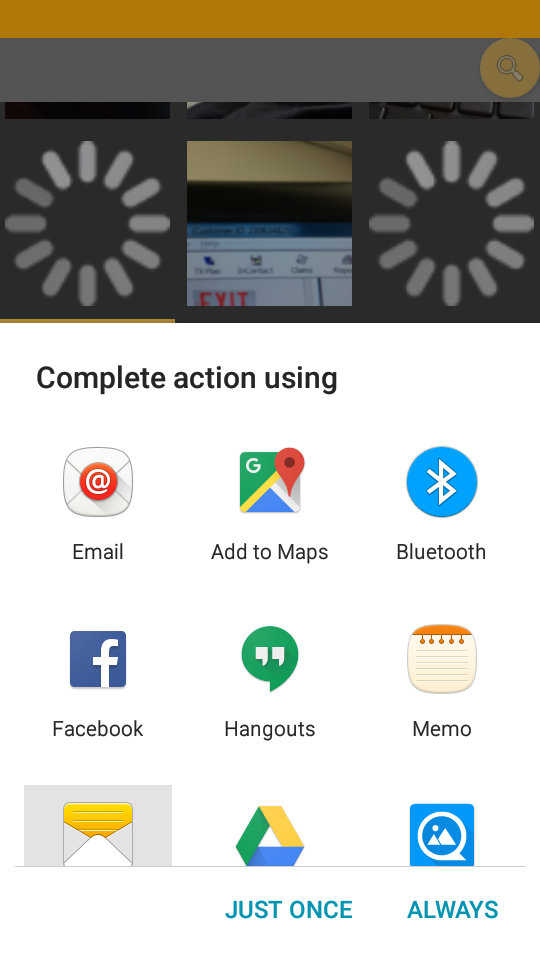 Customer ID: 
Help
TX Plan InContact Claims
EXIT
Complete action using
G
@
Email Add to Maps Bluetooth
f
Facebook Hangouts Memo
JUST ONCE ALWAYS